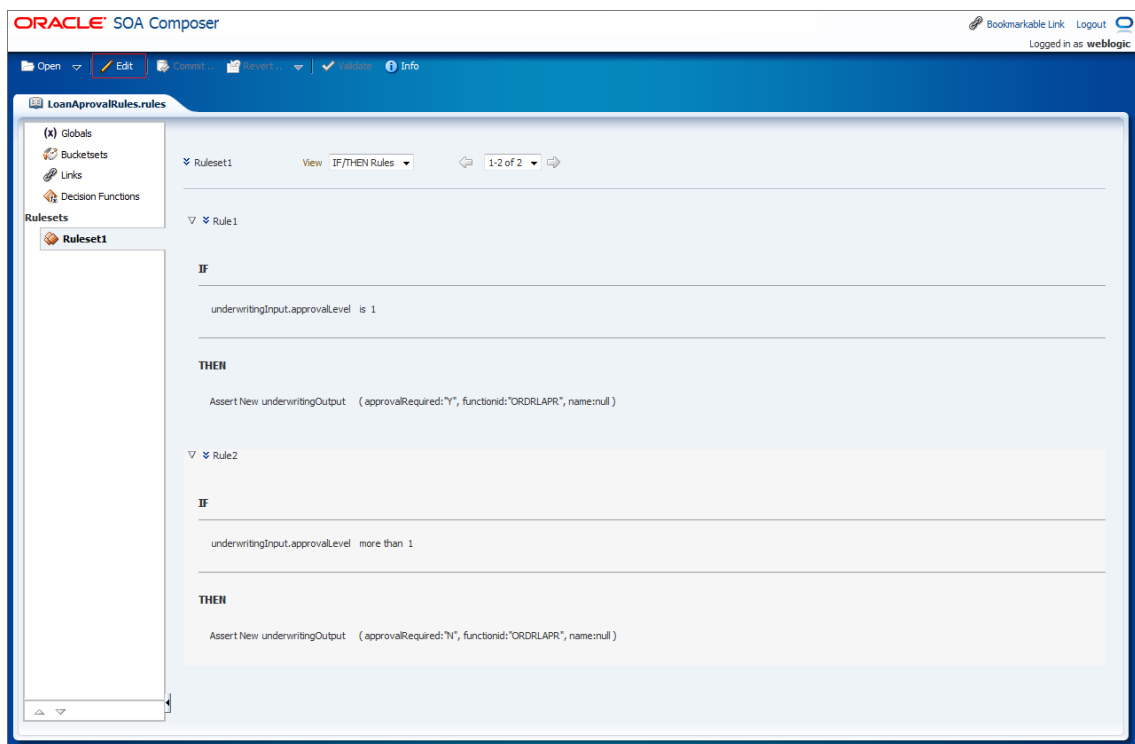 ORACLE SOA Composer
Bookmarkable Link Logout
Logged in as weblogic
Open Edit Commit .. Revert .. Validate Info
LoanAprovalRules.rules
(x) Globals
Bucketsets
Links
Decision Functions
Rulesets
Ruleset1
Ruleset1 View IF/THEN Rules 1-2 of 2
Rule1
IF
underwritingInput.approvalLevel is 1
THEN
Assert New underwritingOutput ( approvalRequired:"Y", functionid:"ORDRLAPR", name:null )
Rule2
IF
underwritingInput.approvalLevel more than 1
THEN
Assert New underwritingOutput ( approvalRequired:"N", functionid:"ORDRLAPR", name:null )